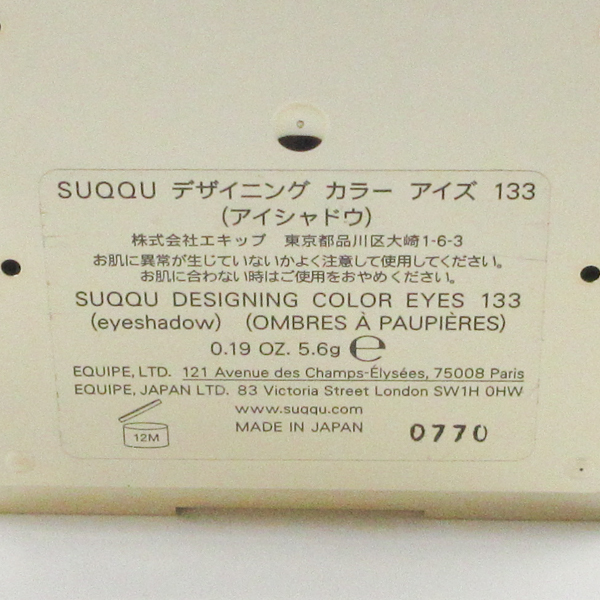 SUQQU デザイニング カラー アイズ 133
（アイシャドウ）
株式会社エキップ 東京都品川区大崎1-6-3
お肌に異常が生じていないかよく注意して使用してください。
お肌に合わない時はご使用をおやめください。
SUQQU DESIGNING COLOR EYES 133
(eyeshadow) (OMBRES À PAUPIÈRES)
0.19 OZ. 5.6g ℮
EQUIPE, LTD. 121 Avenue des Champs-Élysées, 75008 Paris
EQUIPE, JAPAN LTD. 83 Victoria Street London SW1H 0HW
www.suqqu.com
MADE IN JAPAN
12M
0770